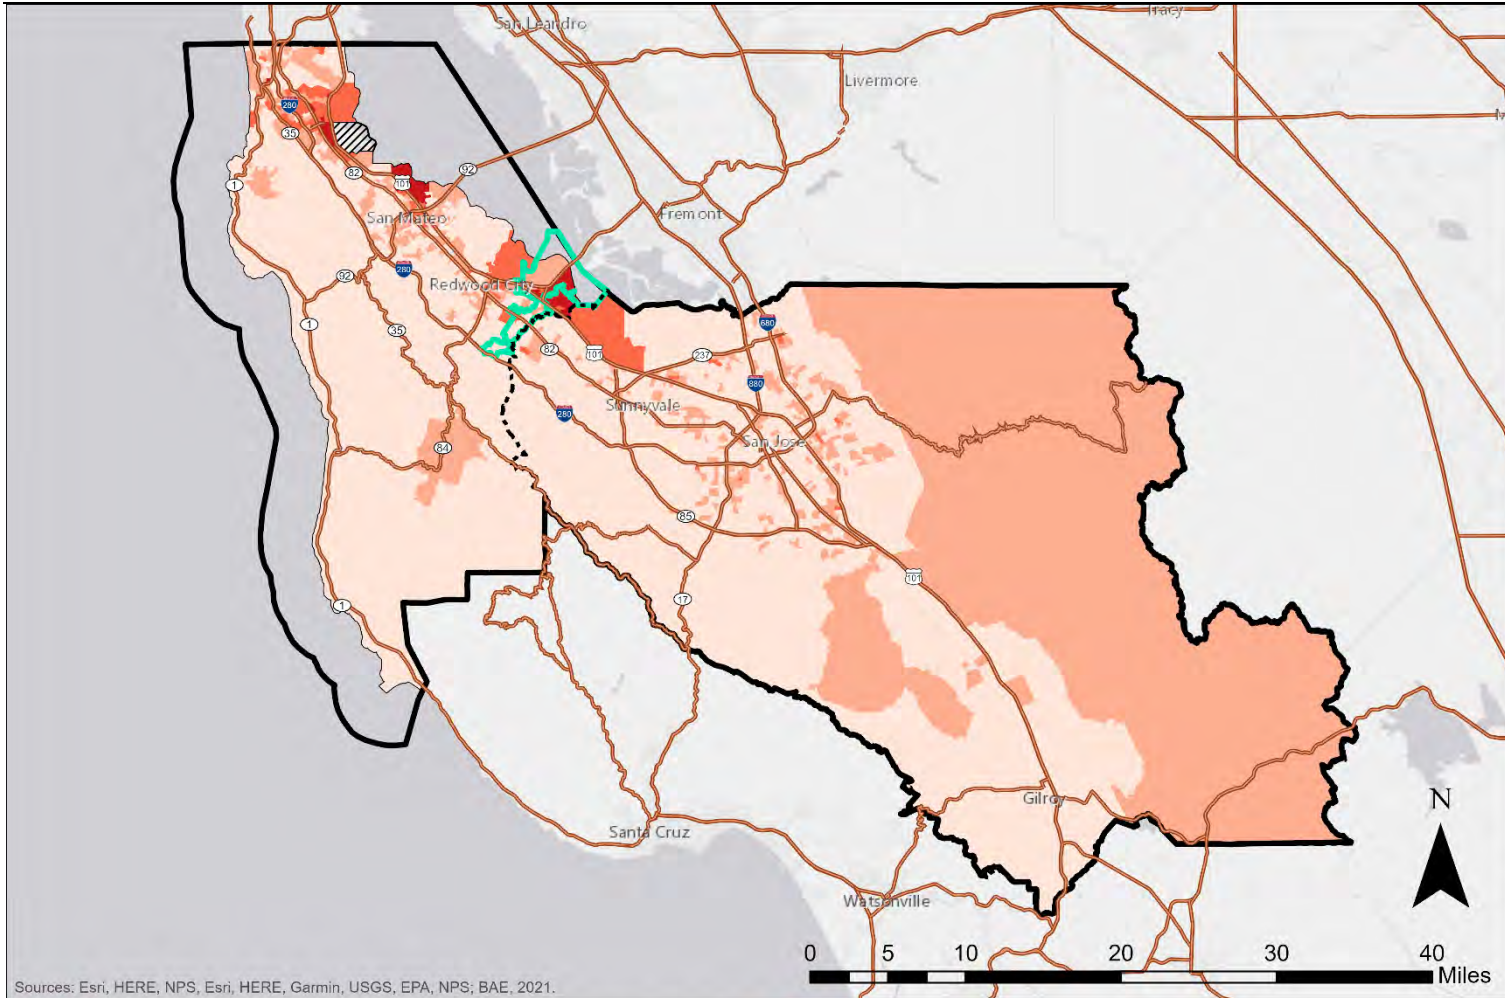 San Leandro
Tracy
Livermore
280
35
1
82
101
92
San Mateo
Fremont
92
280
Redwood City
1
35
82
101
237
680
880
280
Sunnyvale
San Jose
84
85
101
1
17
Gilroy
Santa Cruz
Watsonville
N
0 5 10 20 30 40
Miles
Sources: Esri, HERE, NPS, Esri, HERE, Garmin, USGS, EPA, NPS; BAE, 2021.